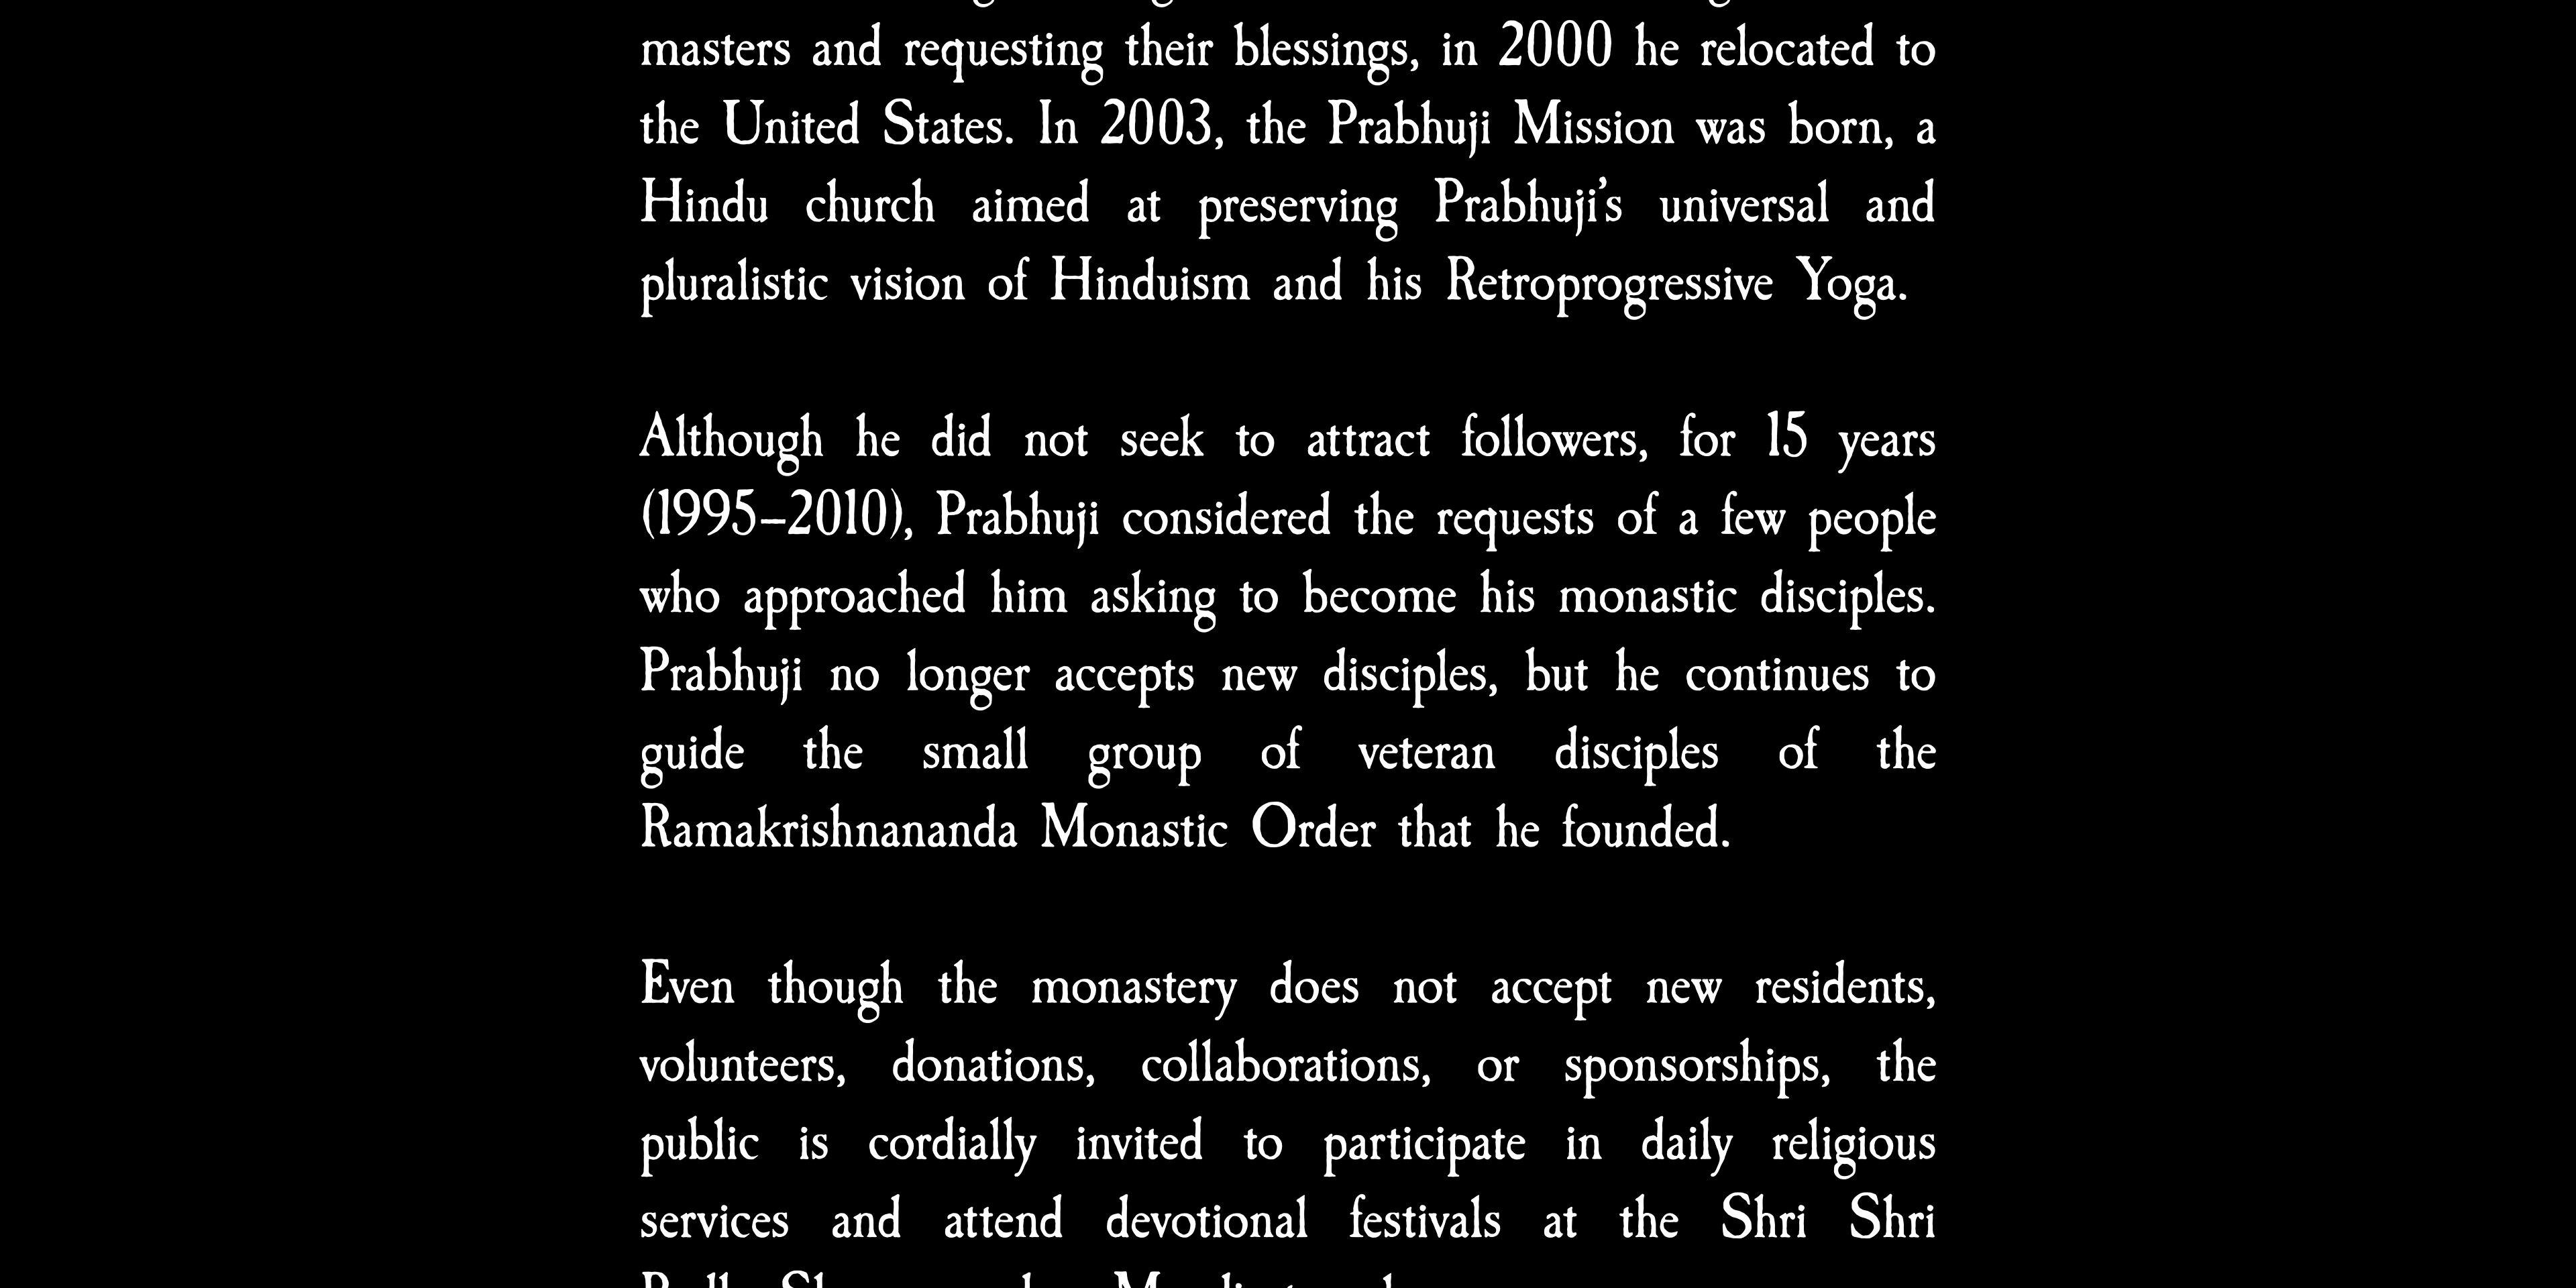 masters and requesting their blessings, in 2000 he relocated to
the United States. In 2003, the Prabhuji Mission was born, a
Hindu church aimed at preserving Prabhuji’s universal and
pluralistic vision of Hinduism and his Retroprogressive Yoga.
Although he did not seek to attract followers, for 15 years
(1995–2010), Prabhuji considered the requests of a few people
who approached him asking to become his monastic disciples.
Prabhuji no longer accepts new disciples, but he continues to
guide the small group of veteran disciples of the
Ramakrishnananda Monastic Order that he founded.
Even though the monastery does not accept new residents,
volunteers, donations, collaborations, or sponsorships, the
public is cordially invited to participate in daily religious
services and attend devotional festivals at the Shri Shri